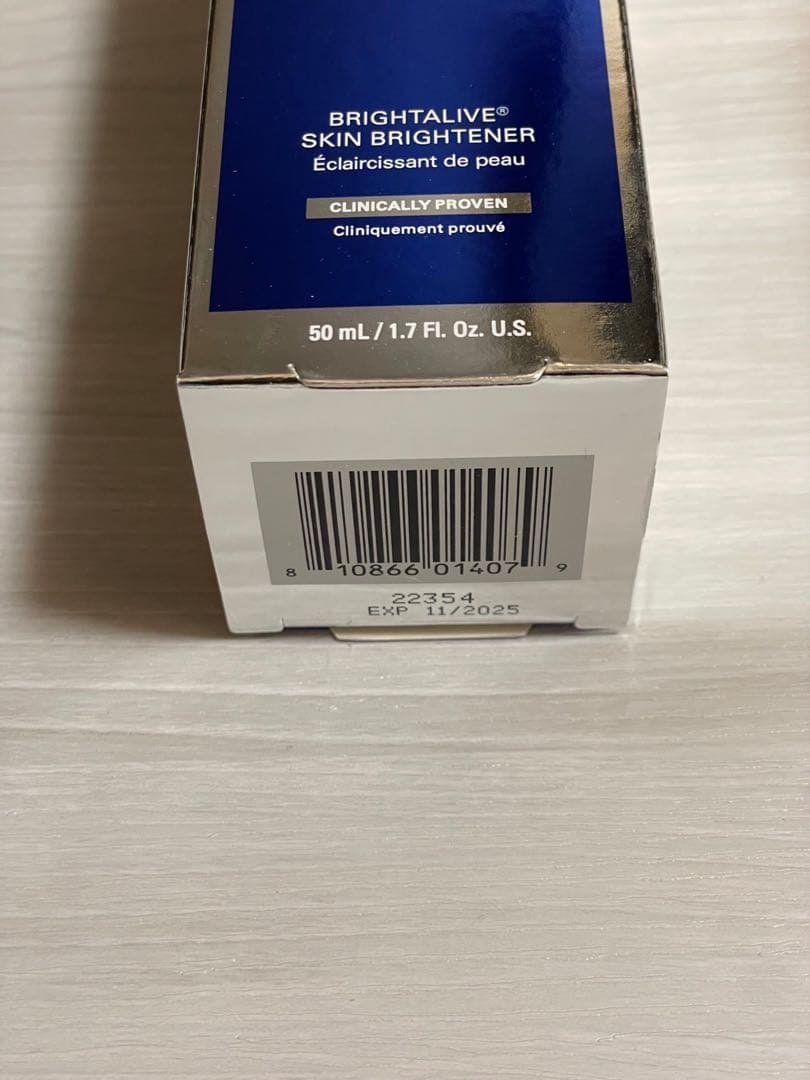 BRIGHTALIVE®
SKIN BRIGHTENER
Éclaircissant de peau
CLINICALLY PROVEN
Cliniquement prouvé
50 mL / 1.7 Fl. Oz. U.S.
8 10866 01407 9
22354
EXP 11/2025